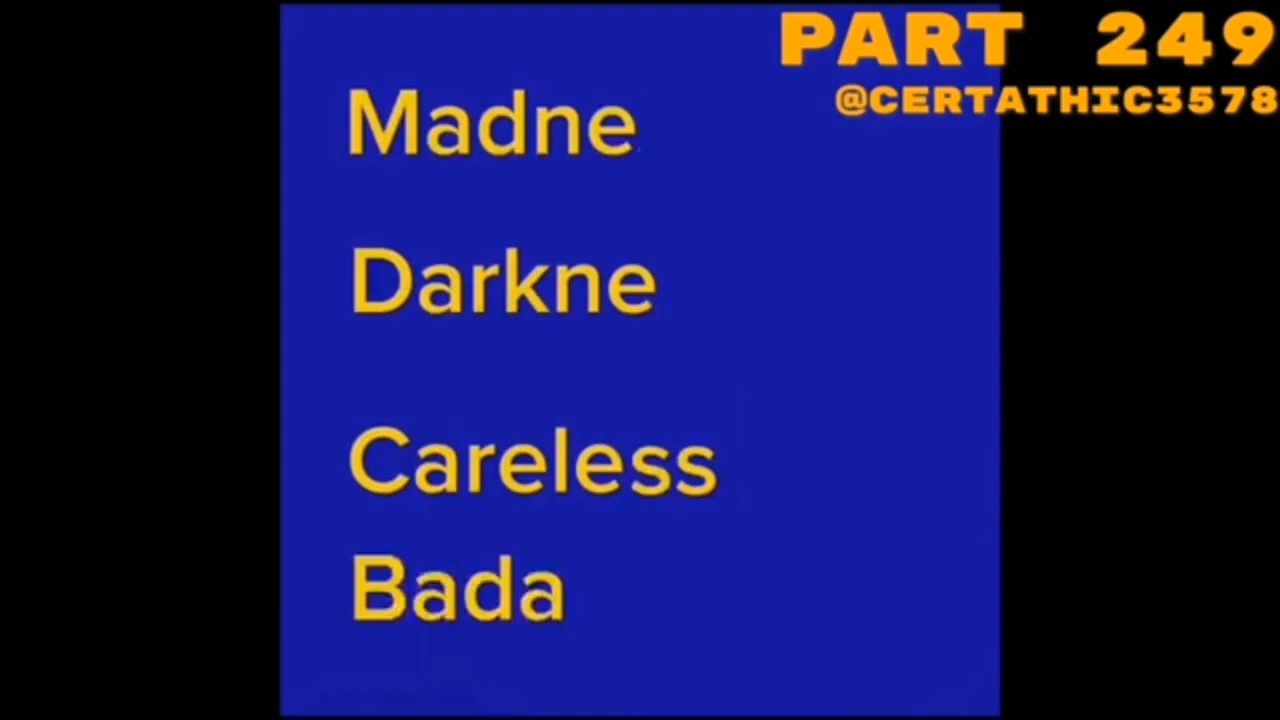 PART 249
@CERTATHIC3578
Madne
Darkne
Careless
Bada